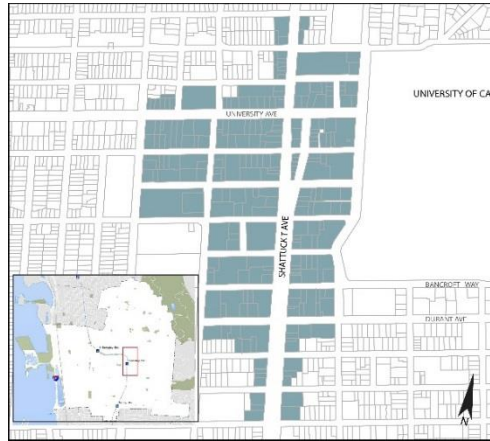 UNIVERSITY OF CA
UNIVERSITY AVE
SHATTUCK AVE
BANCROFT WAY
DURANT AVE
N